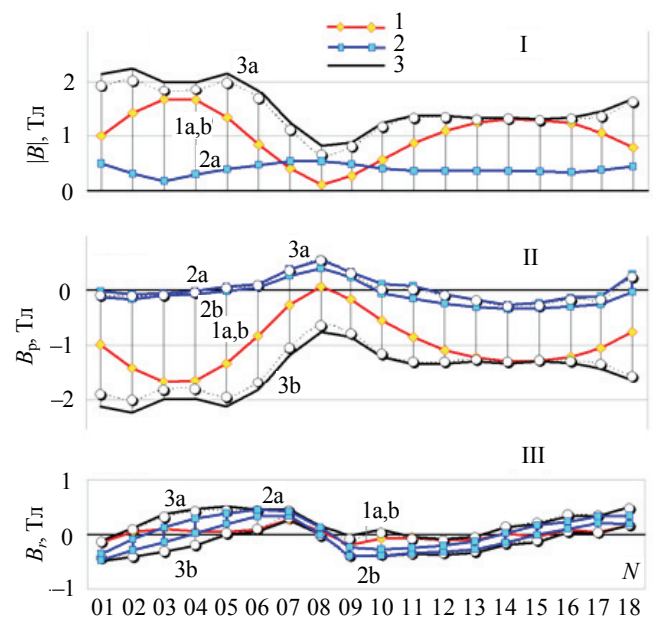 1
2
3
I
3a
1a,b
2a
|B|, Тл
2
1
0
II
3a
2a
2b
1a,b
3b
Bp, Тл
0
–1
–2
III
3a
2a
1a,b
3b
2b
Br, Тл
1
0
–1
N
01 02 03 04 05 06 07 08 09 10 11 12 13 14 15 16 17 18